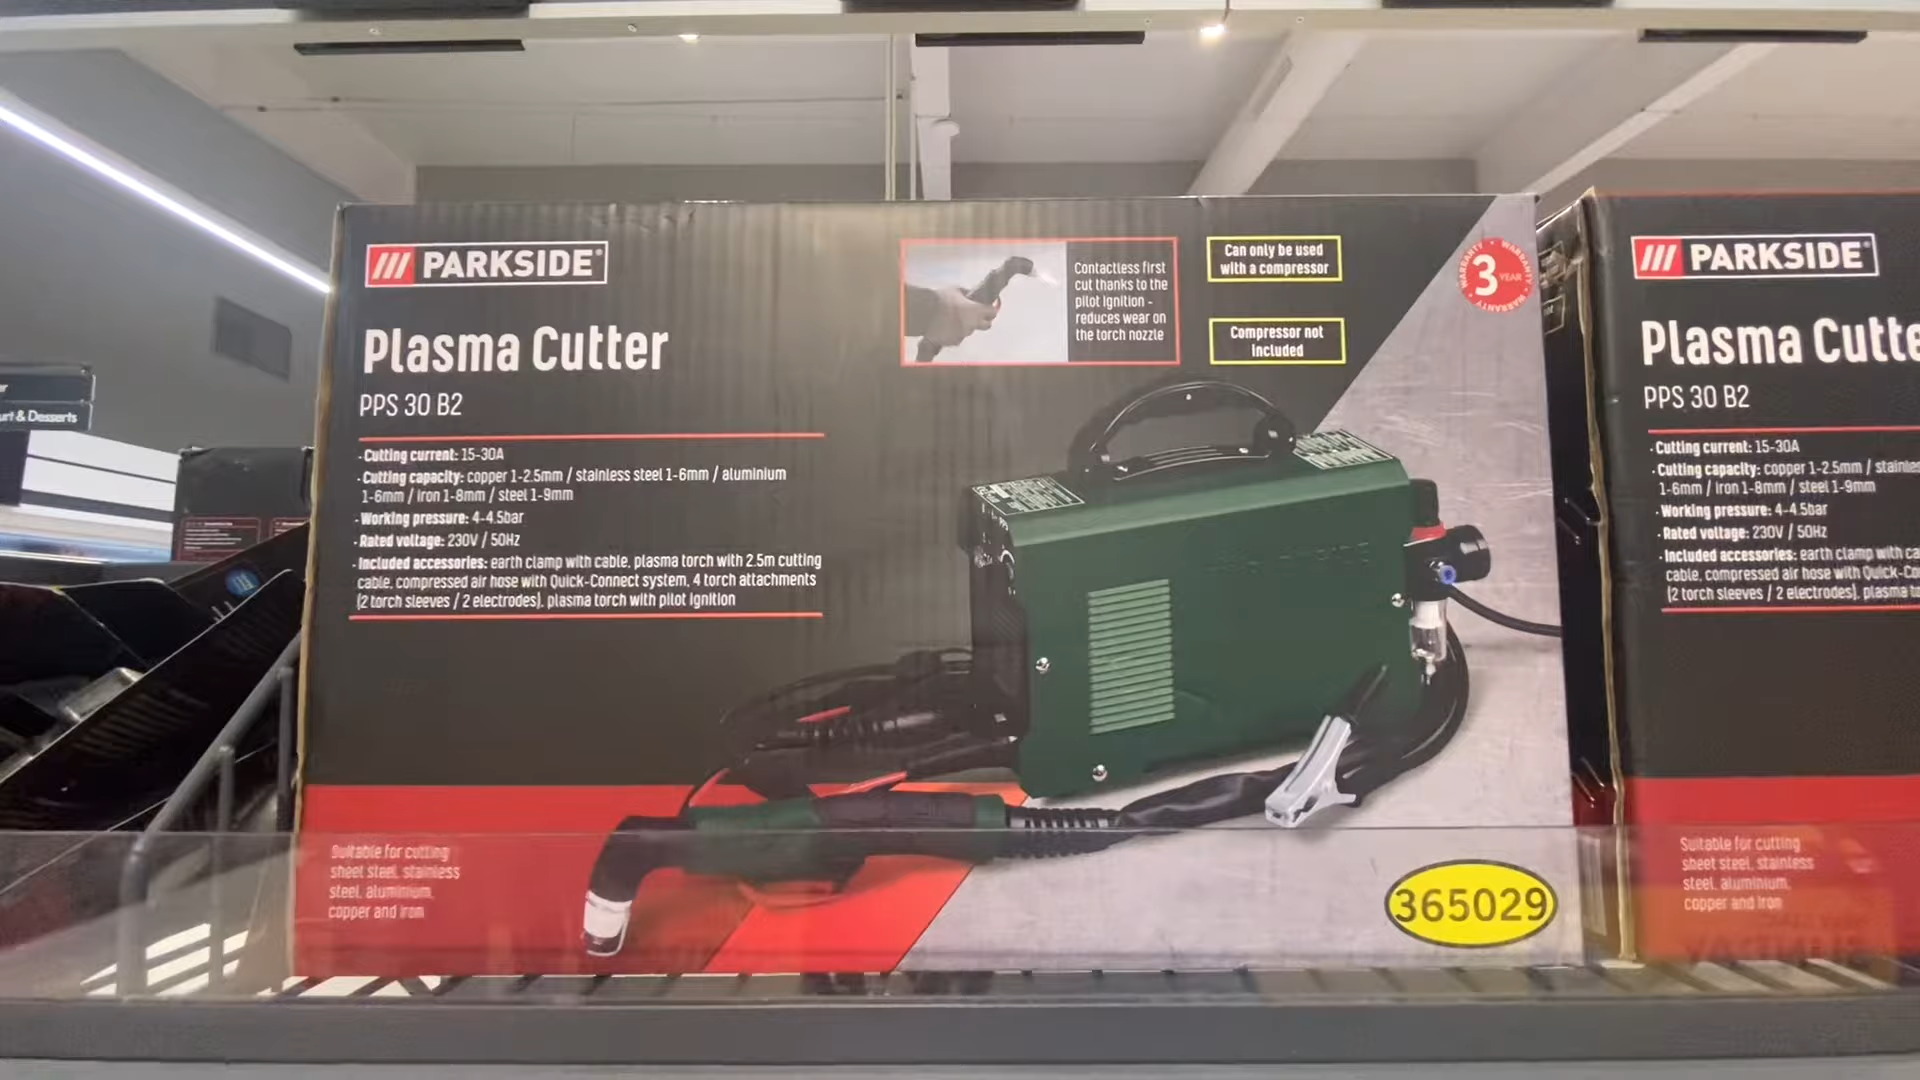 PARKSIDE®
Plasma Cutter
PPS 30 B2
- Cutting current: 15-30A
- Cutting capacity: copper 1-2.5mm / stainless steel 1-6mm / aluminium
1-6mm / iron 1-8mm / steel 1-9mm
- Working pressure: 4-4.5bar
- Rated voltage: 230V / 50Hz
- Included accessories: earth clamp with cable, plasma torch with 2.5m cutting
cable, compressed air hose with Quick-Connect system, 4 torch attachments
(2 torch sleeves / 2 electrodes), plasma torch with pilot ignition
Contactless first
cut thanks to the
pilot ignition -
reduces wear on
the torch nozzle
Can only be used
with a compressor
Compressor not
included
WARRANTY • WARRANTY
3 YEAR
WARRANTY
Suitable for cutting
sheet steel, stainless
steel, aluminium,
copper and iron
365029
PARKSIDE®
Plasma Cutte
PPS 30 B2
- Cutting current: 15-30A
- Cutting capacity: copper 1-2.5mm / stainles
1-6mm / iron 1-8mm / steel 1-9mm
- Working pressure: 4-4.5bar
- Rated voltage: 230V / 50Hz
- Included accessories: earth clamp with ca
cable, compressed air hose with Quick-Co
(2 torch sleeves / 2 electrodes), plasma to
Suitable for cutting
sheet steel, stainless
steel, aluminium,
copper and iron
urt & Desserts